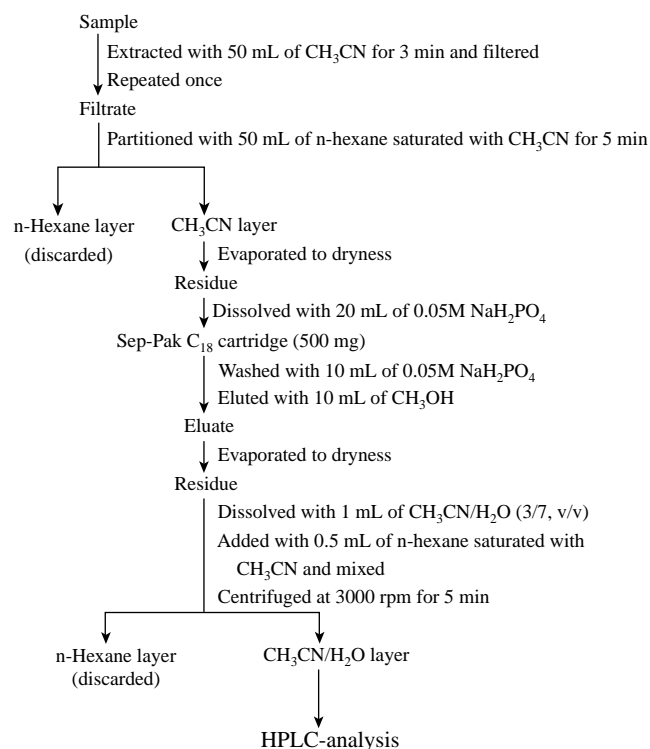 Sample
Extracted with 50 mL of CH₃CN for 3 min and filtered
Repeated once
Filtrate
Partitioned with 50 mL of n-hexane saturated with CH₃CN for 5 min
n-Hexane layer
(discarded)
CH₃CN layer
Evaporated to dryness
Residue
Dissolved with 20 mL of 0.05M NaH₂PO₄
Sep-Pak C₁₈ cartridge (500 mg)
Washed with 10 mL of 0.05M NaH₂PO₄
Eluted with 10 mL of CH₃OH
Eluate
Evaporated to dryness
Residue
Dissolved with 1 mL of CH₃CN/H₂O (3/7, v/v)
Added with 0.5 mL of n-hexane saturated with
CH₃CN and mixed
Centrifuged at 3000 rpm for 5 min
n-Hexane layer
(discarded)
CH₃CN/H₂O layer
HPLC-analysis